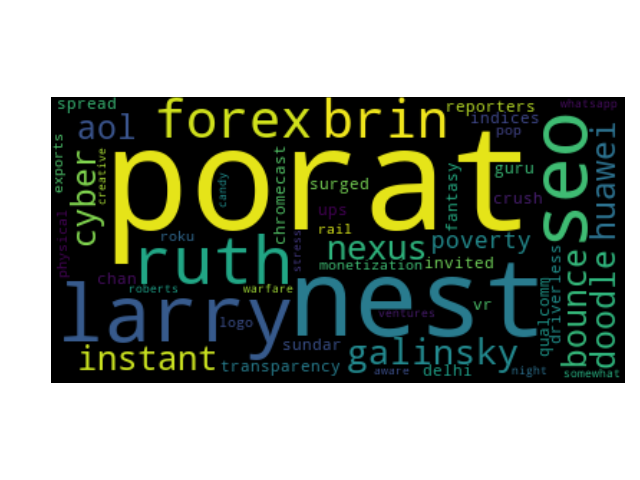 spread
whatsapp
forex
brin
reporters
aol
indices
pop
porat
seo
huawei
exports
cyber
creative
candy
chromecast
surged
fantasy
guru
crush
physical
ups
rail
roku
ruth
stress
nexus
poverty
chan
monetization
invited
roberts
warfare
larry
nest
vr
qualcomm
driverless
bounce
doodle
logo
ventures
instant
sundar
galinsky
transparency
aware
delhi
night
somewhat